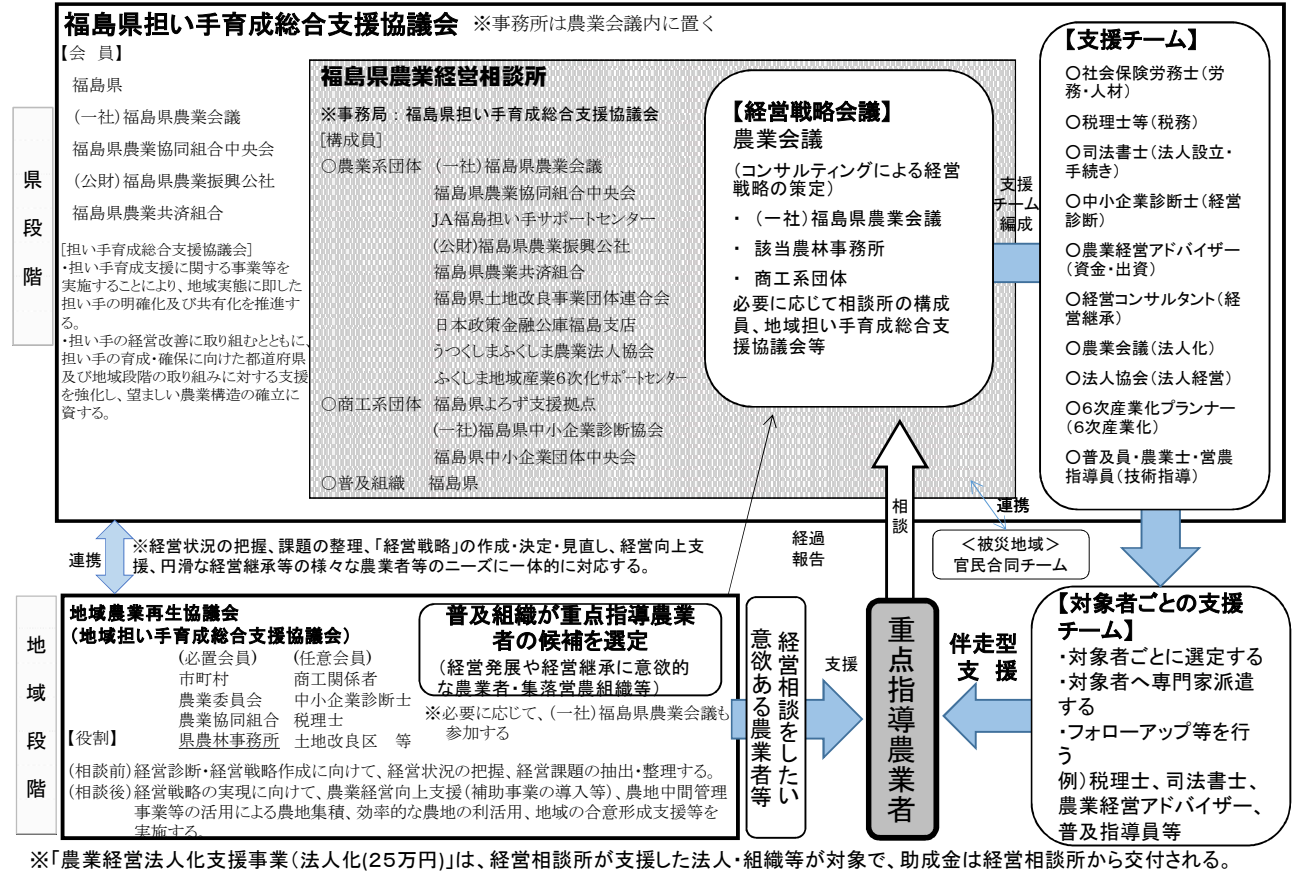 福島県担い手育成総合支援協議会 ※事務所は農業会議内に置く
【会 員】
福島県
(一社)福島県農業会議
福島県農業協同組合中央会
(公財)福島県農業振興公社
福島県農業共済組合
[担い手育成総合支援協議会]
・担い手育成支援に関する事業等を
実施することにより、地域実態に即した
担い手の明確化及び共有化を推進す
る。
・担い手の経営改善に取り組むとともに、
担い手の育成・確保に向けた都道府県
及び地域段階の取り組みに対する支援
を強化し、望ましい農業構造の確立に
資する。
県段階
福島県農業経営相談所
※事務局：福島県担い手育成総合支援協議会
[構成員]
○農業系団体 (一社)福島県農業会議
福島県農業協同組合中央会
JA福島担い手サポートセンター
(公財)福島県農業振興公社
福島県農業共済組合
福島県土地改良事業団体連合会
日本政策金融公庫福島支店
うつくしまふくしま農業法人協会
ふくしま地域産業6次化サポートセンター
○商工系団体 福島県よろず支援拠点
(一社)福島県中小企業診断協会
福島県中小企業団体中央会
○普及組織 福島県
【経営戦略会議】
農業会議
(コンサルティングによる経営
戦略の策定)
・ (一社)福島県農業会議
・ 該当農林事務所
・ 商工系団体
必要に応じて相談所の構成
員、地域担い手育成総合支
援協議会等
支援
チーム
編成
【支援チーム】
○社会保険労務士(労
務・人材)
○税理士等(税務)
○司法書士(法人設立・
手続き)
○中小企業診断士(経営
診断)
○農業経営アドバイザー
(資金・出資)
○経営コンサルタント(経
営継承)
○農業会議(法人化)
○法人協会(法人経営)
○6次産業化プランナー
(6次産業化)
○普及員・農業士・営農
指導員(技術指導)
連携
※経営状況の把握、課題の整理、「経営戦略」の作成・決定・見直し、経営向上支
援、円滑な経営継承等の様々な農業者等のニーズに一体的に対応する。
経過
報告
相談
連携
＜被災地域＞
官民合同チーム
地域段階
地域農業再生協議会
(地域担い手育成総合支援協議会)
(必置会員) (任意会員)
市町村 商工関係者
農業委員会 中小企業診断士
農業協同組合 税理士
【役割】 県農林事務所 土地改良区 等
普及組織が重点指導農業
者の候補を選定
(経営発展や経営継承に意欲的
な農業者・集落営農組織等)
※必要に応じて、(一社)福島県農業会議も
参加する
(相談前)経営診断・経営戦略作成に向けて、経営状況の把握、経営課題の抽出・整理する。
(相談後)経営戦略の実現に向けて、農業経営向上支援(補助事業の導入等)、農地中間管理
事業等の活用による農地集積、効率的な農地の利活用、地域の合意形成支援等を
実施する。
経営相談をしたい
意欲ある農業者等
支援
重点指導農業者
伴走型
支 援
【対象者ごとの支援
チーム】
・対象者ごとに選定する
・対象者へ専門家派遣
する
・フォローアップ等を行
う
例)税理士、司法書士、
農業経営アドバイザー、
普及指導員等
※「農業経営法人化支援事業(法人化(25万円)」は、経営相談所が支援した法人・組織等が対象で、助成金は経営相談所から交付される。